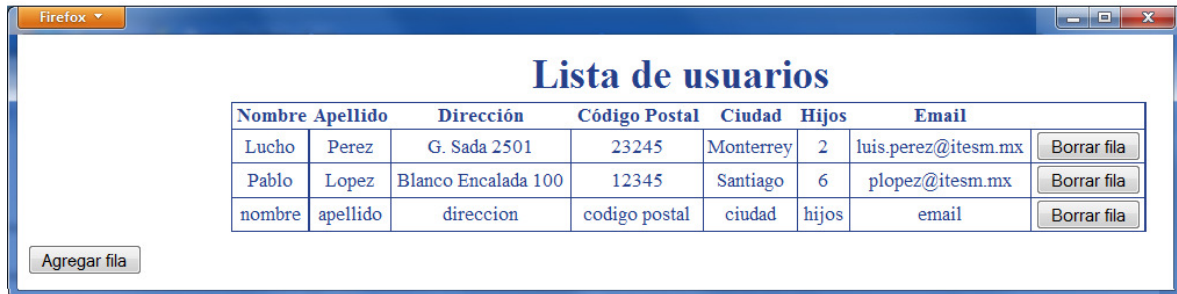 Firefox
Lista de usuarios
Nombre Apellido Dirección Código Postal Ciudad Hijos Email
Lucho Perez G. Sada 2501 23245 Monterrey 2 luis.perez@itesm.mx Borrar fila
Pablo Lopez Blanco Encalada 100 12345 Santiago 6 plopez@itesm.mx Borrar fila
nombre apellido direccion codigo postal ciudad hijos email Borrar fila
Agregar fila